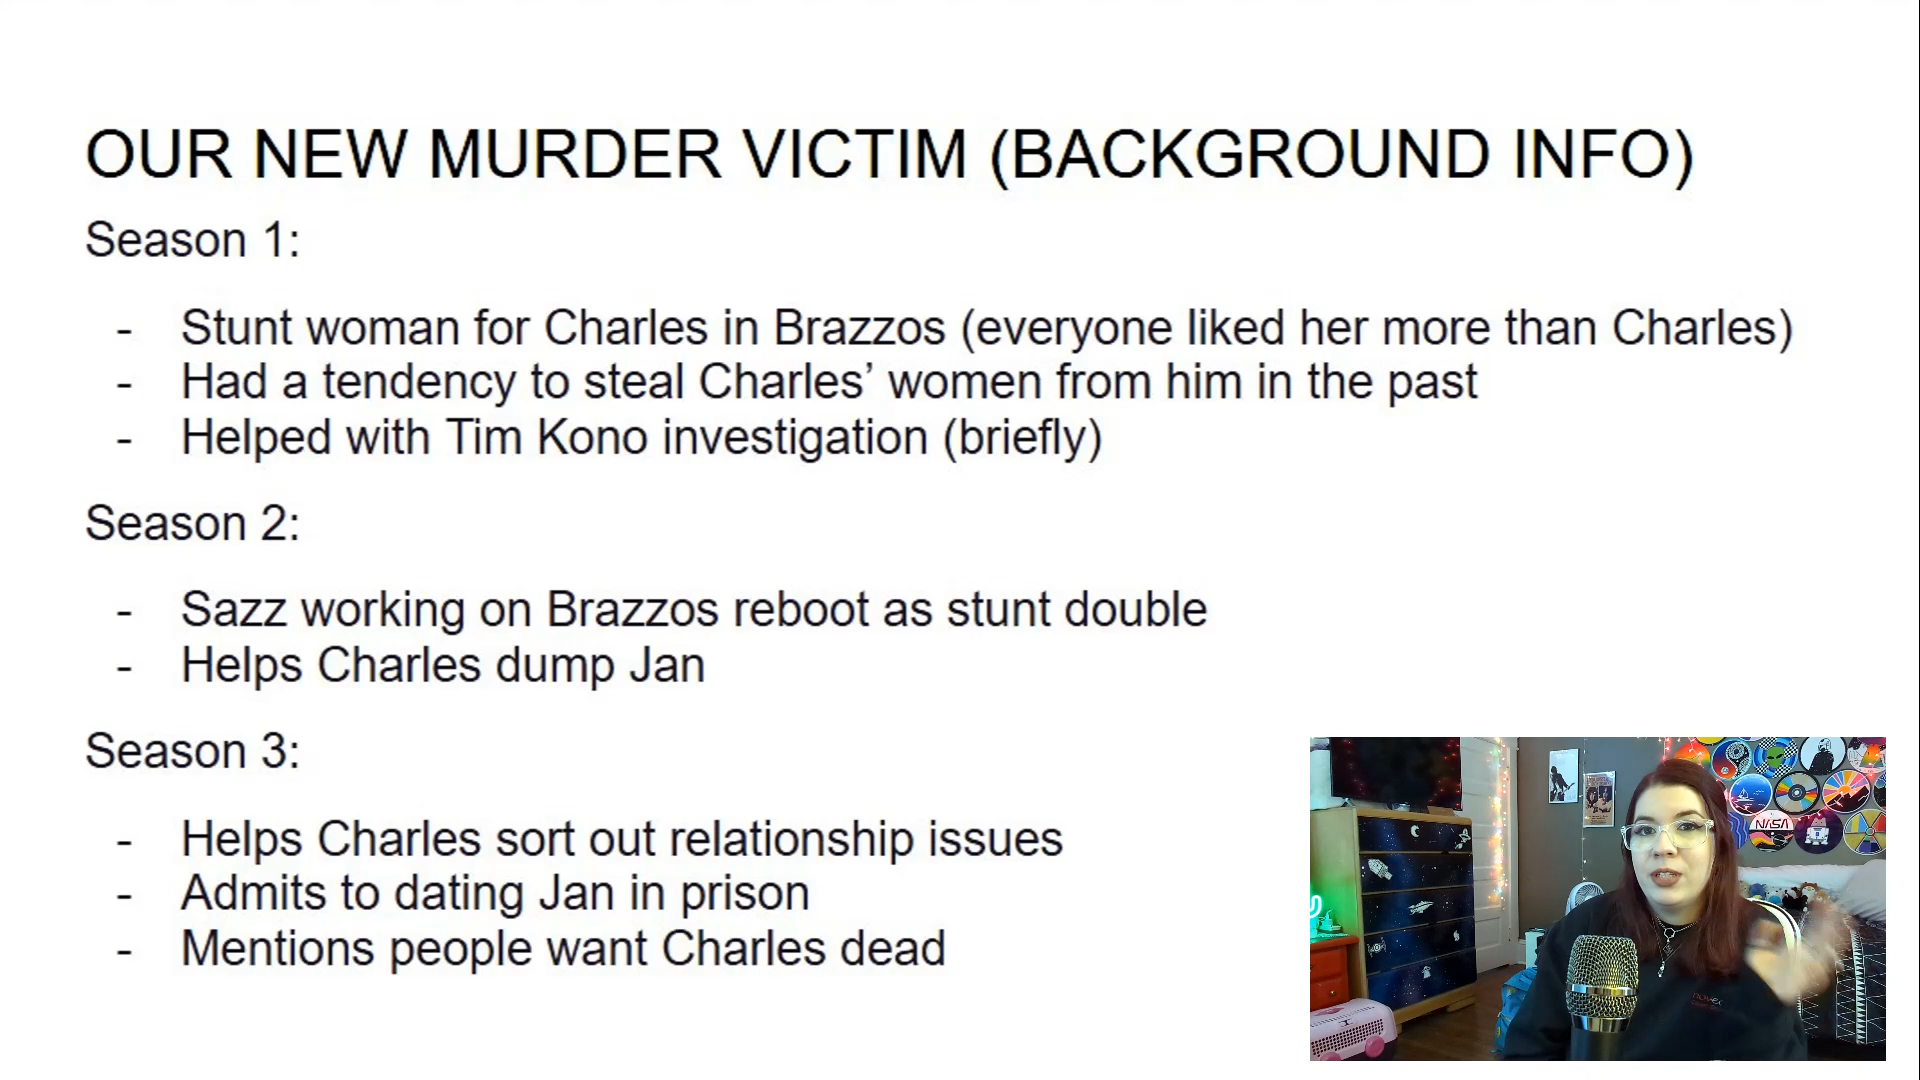 OUR NEW MURDER VICTIM (BACKGROUND INFO)
Season 1:
- Stunt woman for Charles in Brazzos (everyone liked her more than Charles)
- Had a tendency to steal Charles’ women from him in the past
- Helped with Tim Kono investigation (briefly)
Season 2:
- Sazz working on Brazzos reboot as stunt double
- Helps Charles dump Jan
Season 3:
- Helps Charles sort out relationship issues
- Admits to dating Jan in prison
- Mentions people want Charles dead
NASA